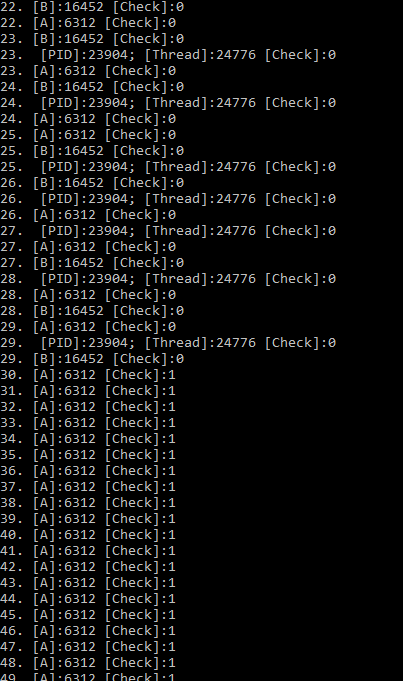 22. [B]:16452 [Check]:0
22. [A]:6312 [Check]:0
23. [B]:16452 [Check]:0
23.  [PID]:23904; [Thread]:24776 [Check]:0
23. [A]:6312 [Check]:0
24. [B]:16452 [Check]:0
24.  [PID]:23904; [Thread]:24776 [Check]:0
24. [A]:6312 [Check]:0
25. [A]:6312 [Check]:0
25. [B]:16452 [Check]:0
25.  [PID]:23904; [Thread]:24776 [Check]:0
26. [B]:16452 [Check]:0
26.  [PID]:23904; [Thread]:24776 [Check]:0
26. [A]:6312 [Check]:0
27.  [PID]:23904; [Thread]:24776 [Check]:0
27. [A]:6312 [Check]:0
27. [B]:16452 [Check]:0
28.  [PID]:23904; [Thread]:24776 [Check]:0
28. [A]:6312 [Check]:0
28. [B]:16452 [Check]:0
29. [A]:6312 [Check]:0
29.  [PID]:23904; [Thread]:24776 [Check]:0
29. [B]:16452 [Check]:0
30. [A]:6312 [Check]:1
31. [A]:6312 [Check]:1
32. [A]:6312 [Check]:1
33. [A]:6312 [Check]:1
34. [A]:6312 [Check]:1
35. [A]:6312 [Check]:1
36. [A]:6312 [Check]:1
37. [A]:6312 [Check]:1
38. [A]:6312 [Check]:1
39. [A]:6312 [Check]:1
40. [A]:6312 [Check]:1
41. [A]:6312 [Check]:1
42. [A]:6312 [Check]:1
43. [A]:6312 [Check]:1
44. [A]:6312 [Check]:1
45. [A]:6312 [Check]:1
46. [A]:6312 [Check]:1
47. [A]:6312 [Check]:1
48. [A]:6312 [Check]:1
49. [A]:6312 [Check]:1